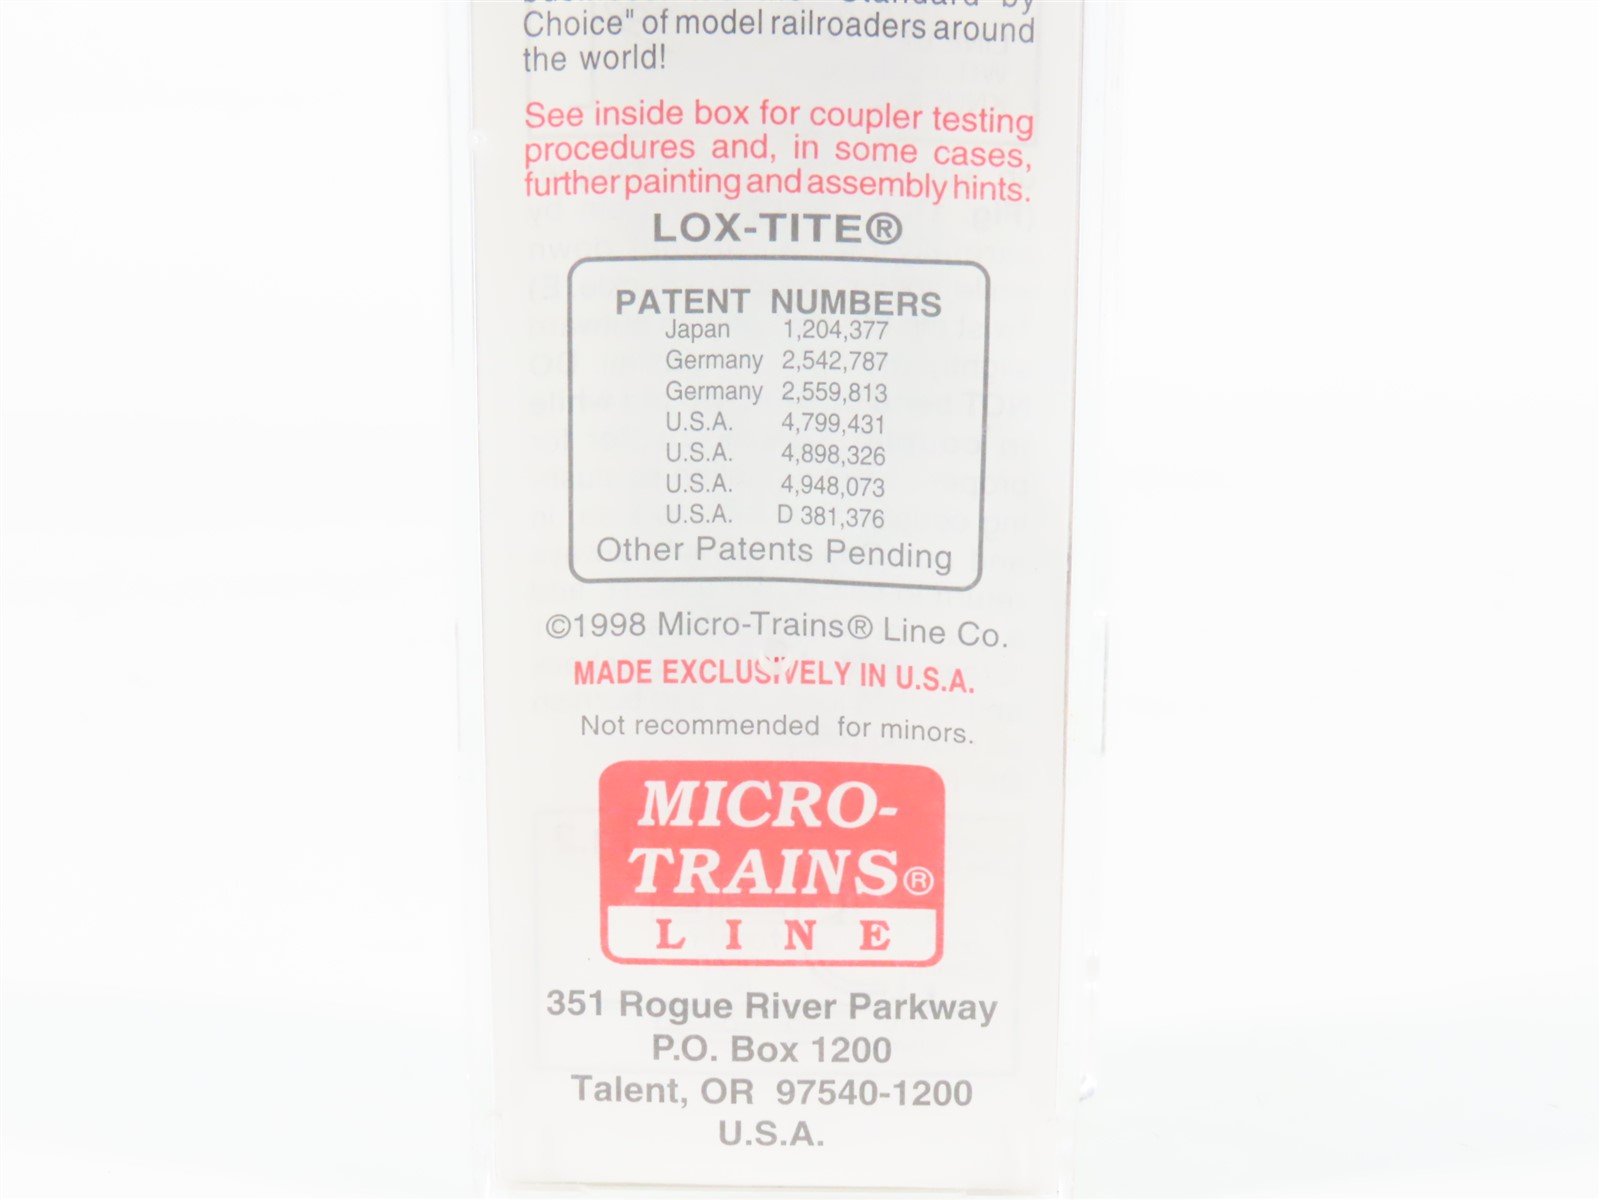 Standard by
Choice" of model railroaders around
the world!
See inside box for coupler testing
procedures and, in some cases,
further painting and assembly hints.
LOX-TITE®
PATENT NUMBERS
Japan 1,204,377
Germany 2,542,787
Germany 2,559,813
U.S.A. 4,799,431
U.S.A. 4,898,326
U.S.A. 4,948,073
U.S.A. D 381,376
Other Patents Pending
©1998 Micro-Trains® Line Co.
MADE EXCLUSIVELY IN U.S.A.
Not recommended for minors.
MICRO-
TRAINS®
LINE
351 Rogue River Parkway
P.O. Box 1200
Talent, OR 97540-1200
U.S.A.